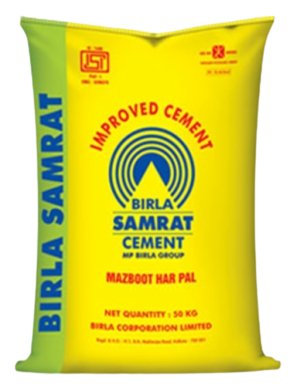 IMPROVED CEMENT
BIRLA
SAMRAT
CEMENT
MP BIRLA GROUP
MAZBOOT HAR PAL
NET QUANTITY : 50 KG
BIRLA CORPORATION LIMITED
BIRLA SAMRAT